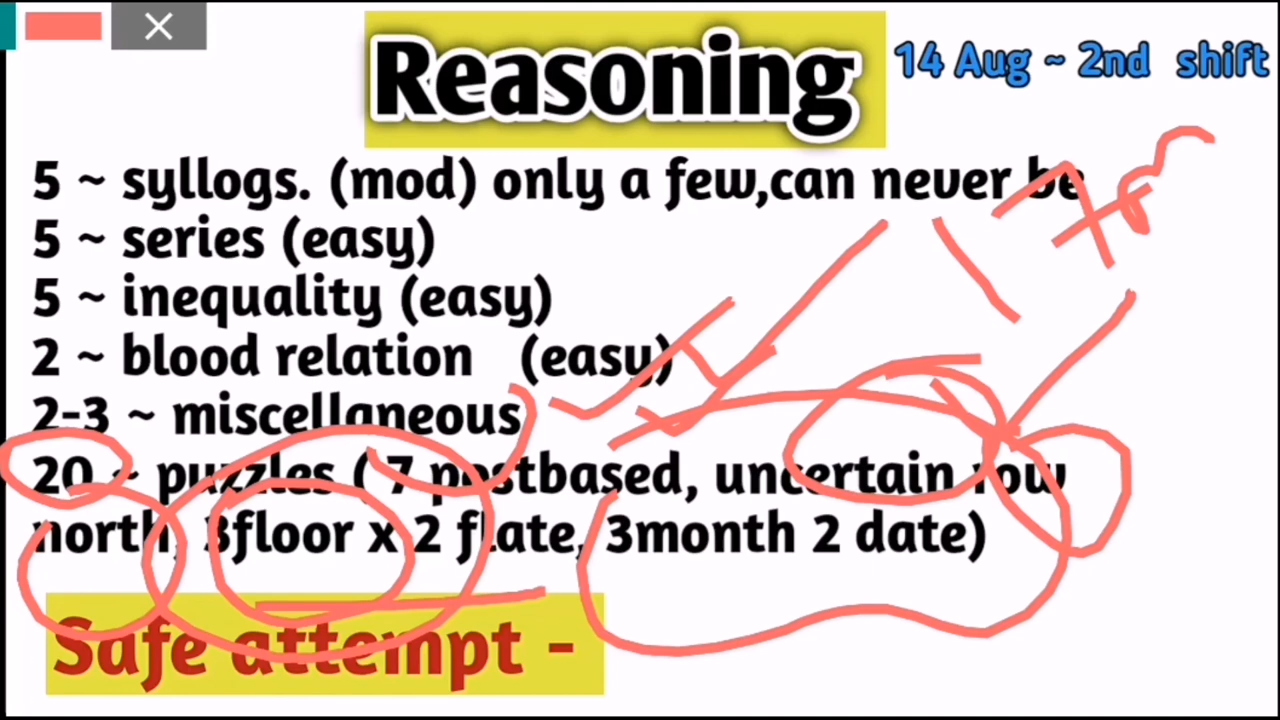 Reasoning
14 Aug ~ 2nd shift
5 ~ syllogs. (mod) only a few,can never be
5 ~ series (easy)
5 ~ inequality (easy)
2 ~ blood relation (easy)
2-3 ~ miscellaneous
20 ~ puzzles ( 7 postbased, uncertain row
north, 3floor x 2 flate, 3month 2 date)
Safe attempt -